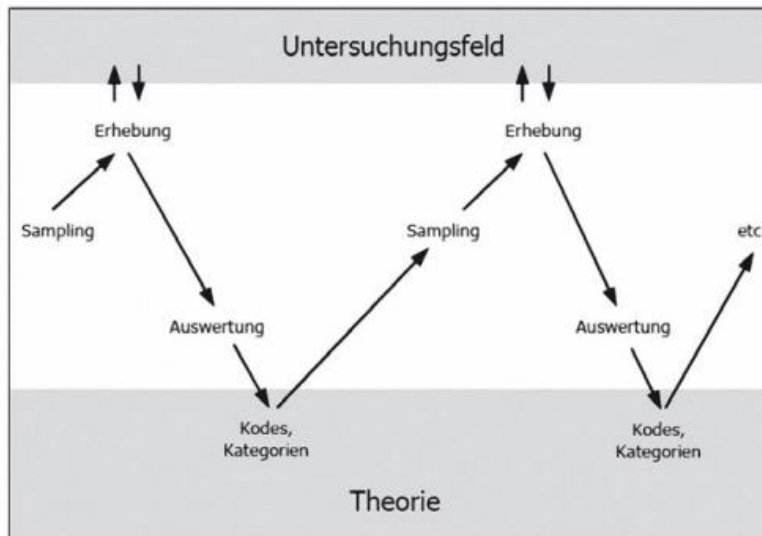 Untersuchungsfeld
Erhebung
Erhebung
Sampling
Sampling
etc
Auswertung
Auswertung
Kodes,
Kategorien
Kodes,
Kategorien
Theorie